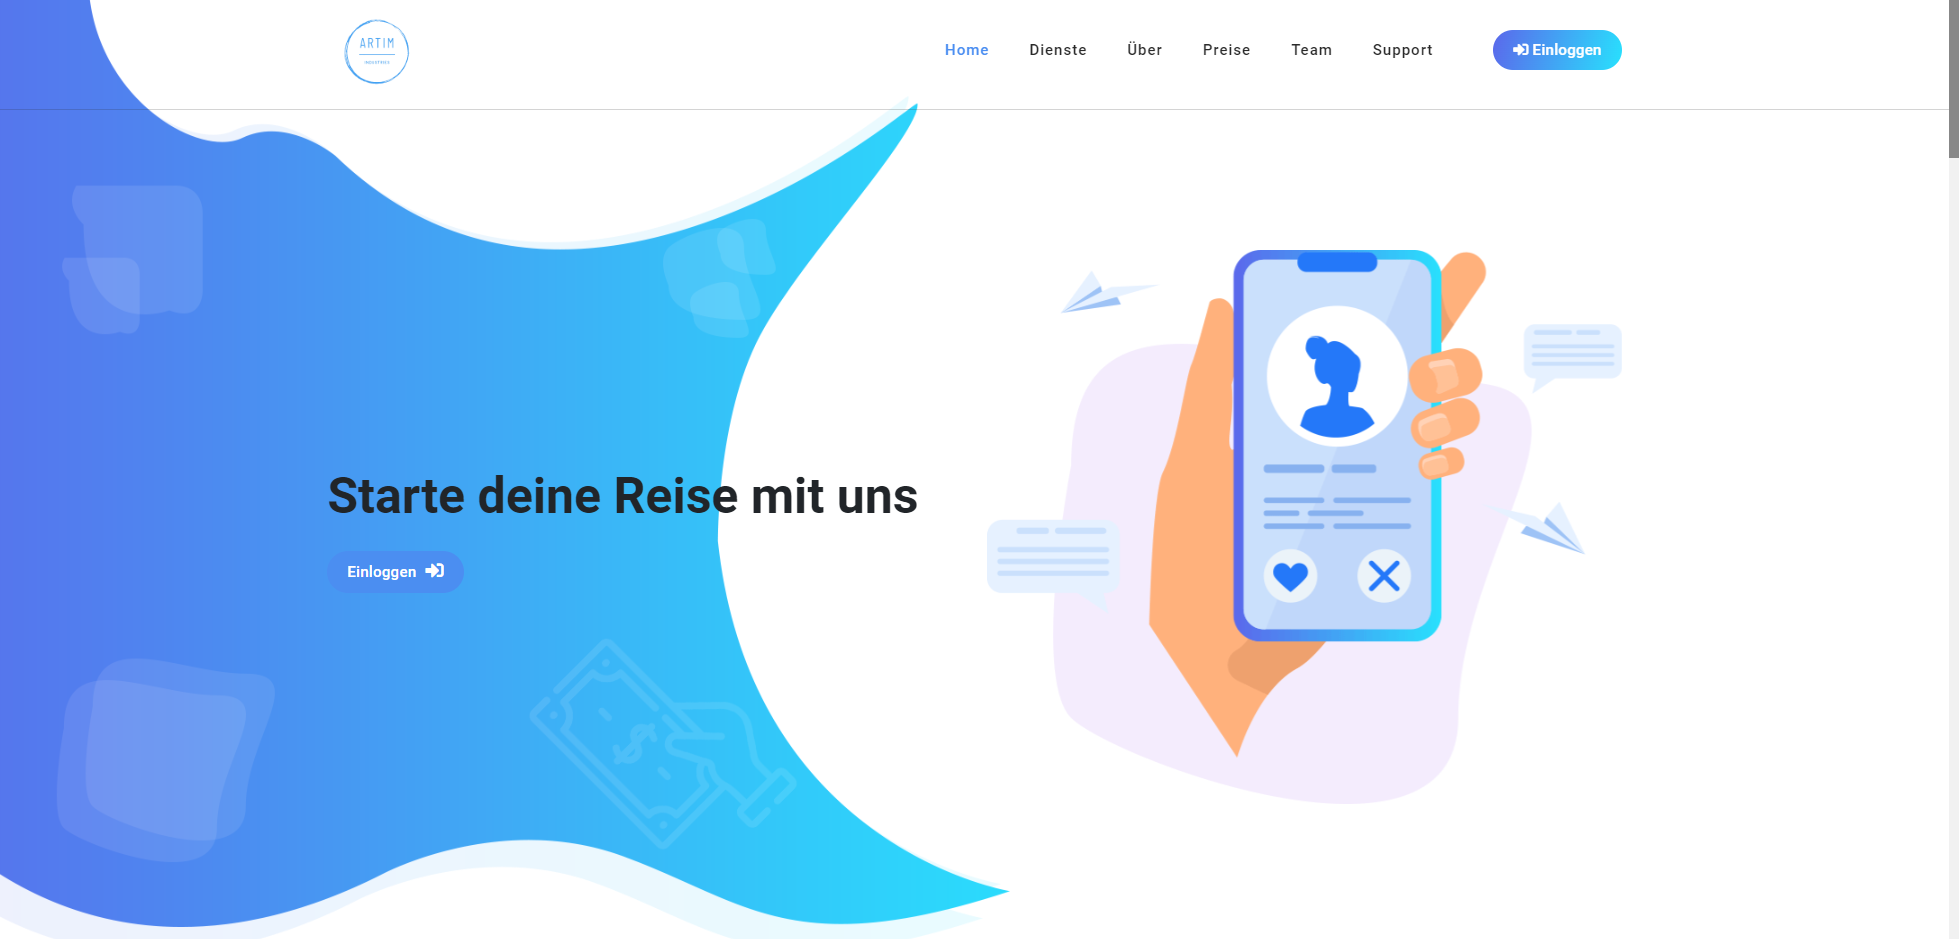 ARTIM
INDUSTRIES
Home
Dienste
Über
Preise
Team
Support
Einloggen
Starte deine Reise mit uns
Einloggen